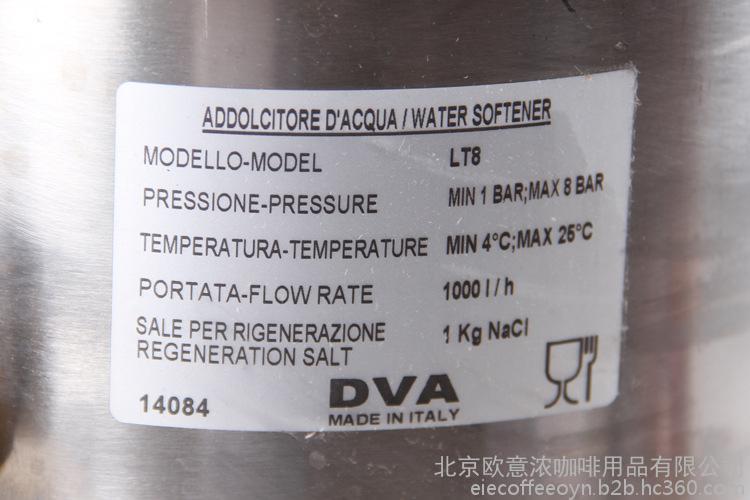 ADDOLCITORE D'ACQUA / WATER SOFTENER
MODELLO-MODEL LT8
PRESSIONE-PRESSURE MIN 1 BAR;MAX 8 BAR
TEMPERATURA-TEMPERATURE MIN 4°C;MAX 25°C
PORTATA-FLOW RATE 1000 l / h
SALE PER RIGENERAZIONE 1 Kg NaCl
REGENERATION SALT
14084
DVA
MADE IN ITALY
北京欧意浓咖啡用品有限公司
eiecoffeeoyn.b2b.hc360.com